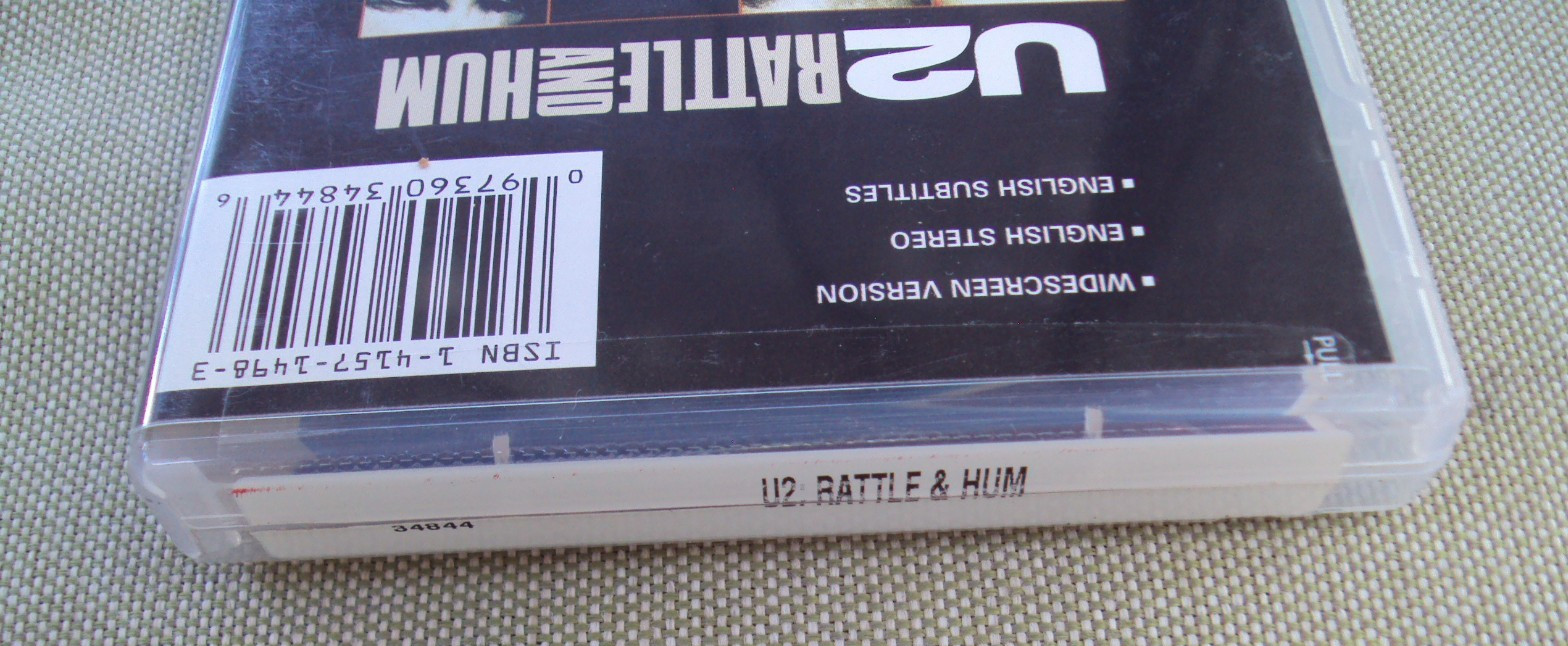 U2: RATTLE & HUM
34844
PULL
▪ WIDESCREEN VERSION
▪ ENGLISH STEREO
▪ ENGLISH SUBTITLES
ISBN 1-4157-1498-3
0 97360 34844 6
U2 RATTLE AND HUM